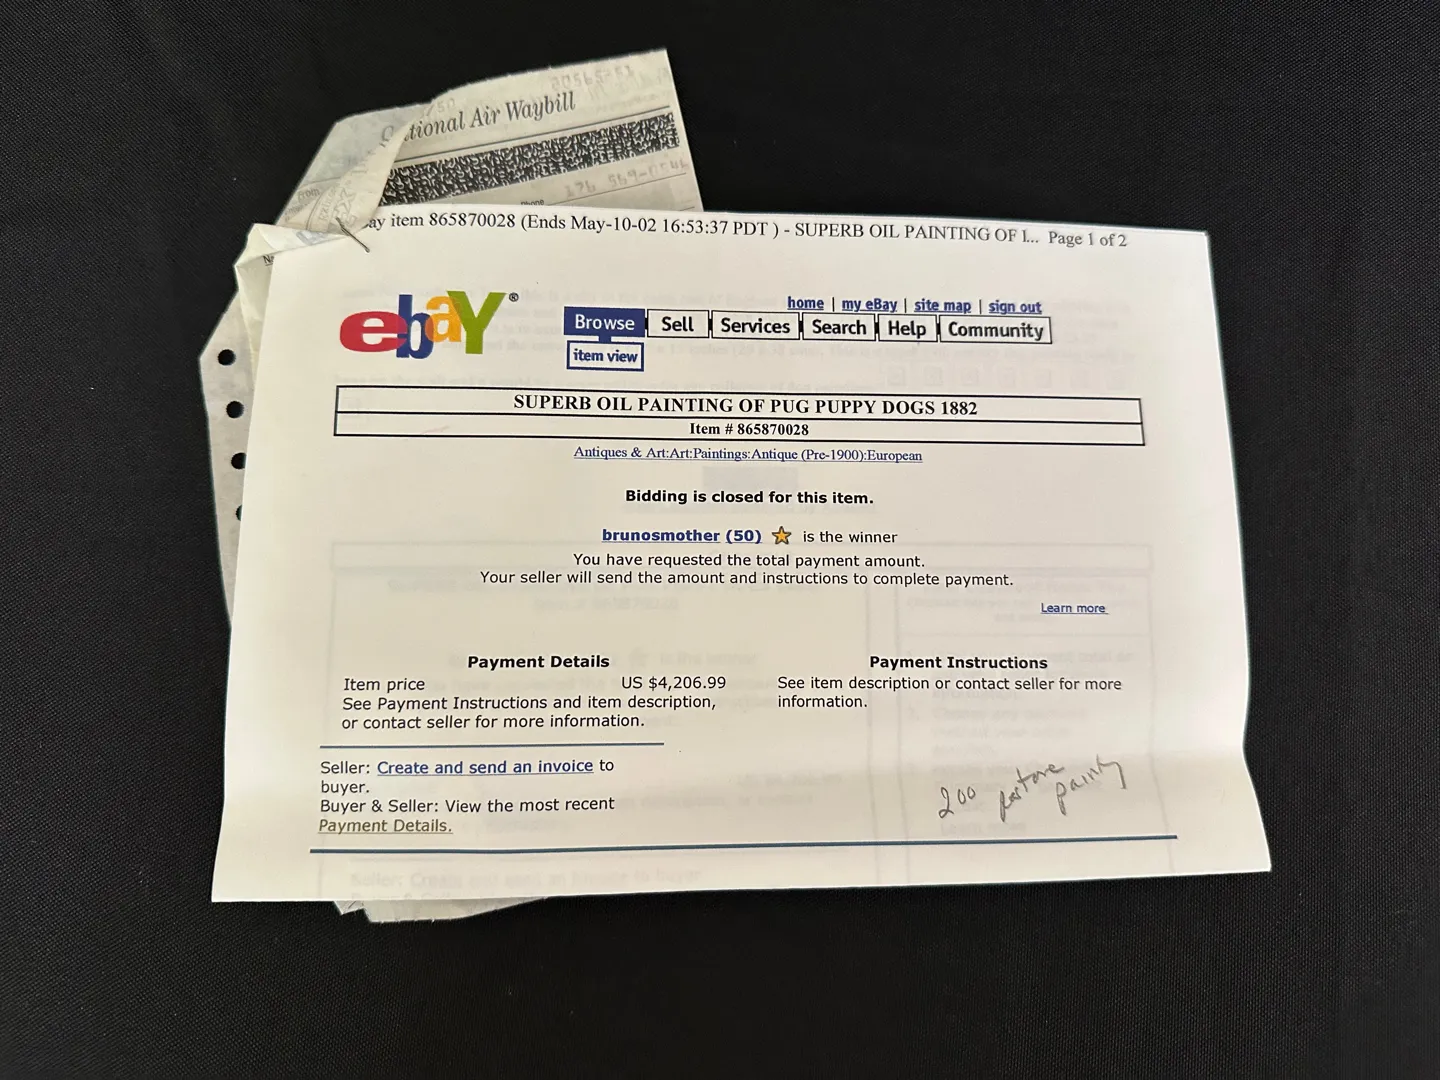 tional Air Waybill
Phone
176 569-0546
ay item 865870028 (Ends May-10-02 16:53:37 PDT ) - SUPERB OIL PAINTING OF I... Page 1 of 2
ebaY®
home | my eBay | site map | sign out
Browse Sell Services Search Help Community
item view
SUPERB OIL PAINTING OF PUG PUPPY DOGS 1882
Item # 865870028
Antiques & Art:Art:Paintings:Antique (Pre-1900):European
Bidding is closed for this item.
brunosmother (50) is the winner
You have requested the total payment amount.
Your seller will send the amount and instructions to complete payment.
Learn more
Payment Details
Item price US $4,206.99
See Payment Instructions and item description,
or contact seller for more information.
Payment Instructions
See item description or contact seller for more
information.
Seller: Create and send an invoice to
buyer.
Buyer & Seller: View the most recent
Payment Details.
200 restore
painty